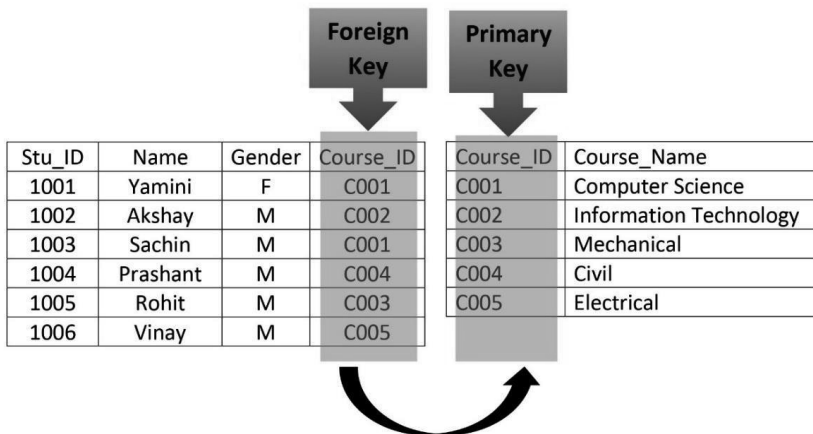 Foreign
Key
Primary
Key
Stu_ID Name Gender Course_ID
1001 Yamini F C001
1002 Akshay M C002
1003 Sachin M C001
1004 Prashant M C004
1005 Rohit M C003
1006 Vinay M C005
Course_ID Course_Name
C001 Computer Science
C002 Information Technology
C003 Mechanical
C004 Civil
C005 Electrical